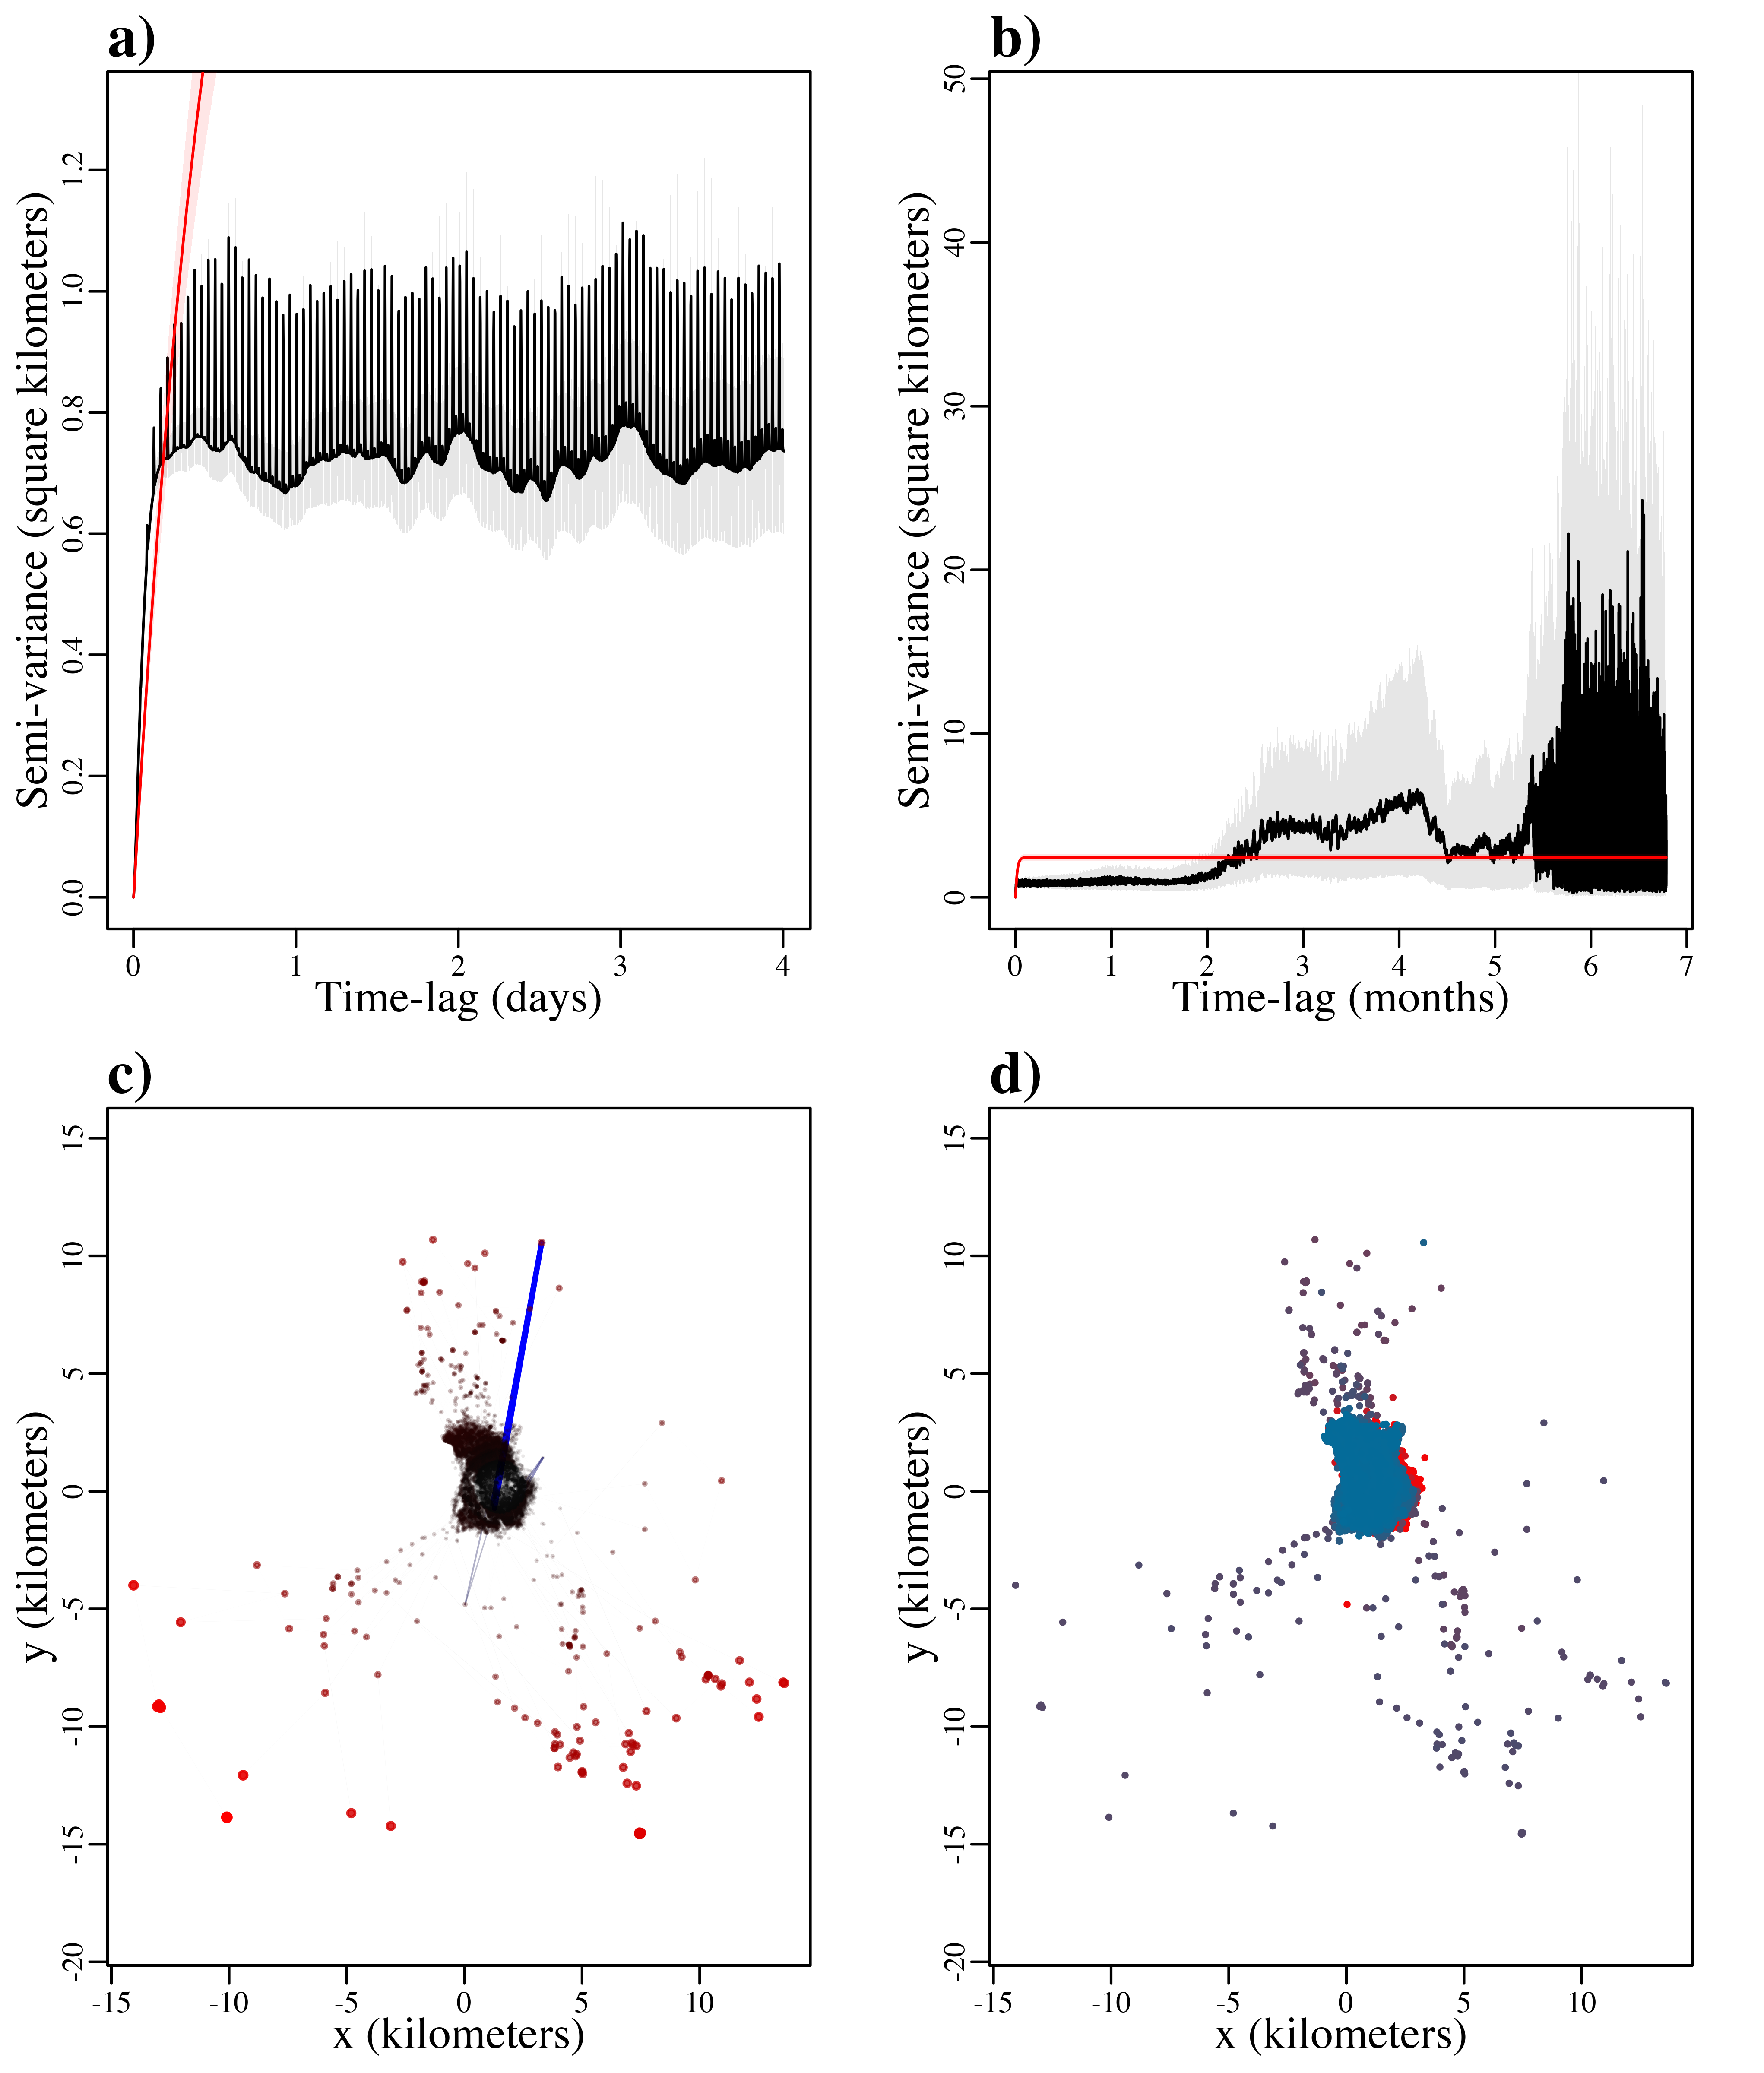 a)
Semi-variance (square kilometers)
0.0 0.2 0.4 0.6 0.8 1.0 1.2
0 1 2 3 4
Time-lag (days)
b)
Semi-variance (square kilometers)
0 10 20 30 40 50
0 1 2 3 4 5 6 7
Time-lag (months)
c)
y (kilometers)
-20 -15 -10 -5 0 5 10 15
-15 -10 -5 0 5 10
x (kilometers)
d)
y (kilometers)
-20 -15 -10 -5 0 5 10 15
-15 -10 -5 0 5 10
x (kilometers)